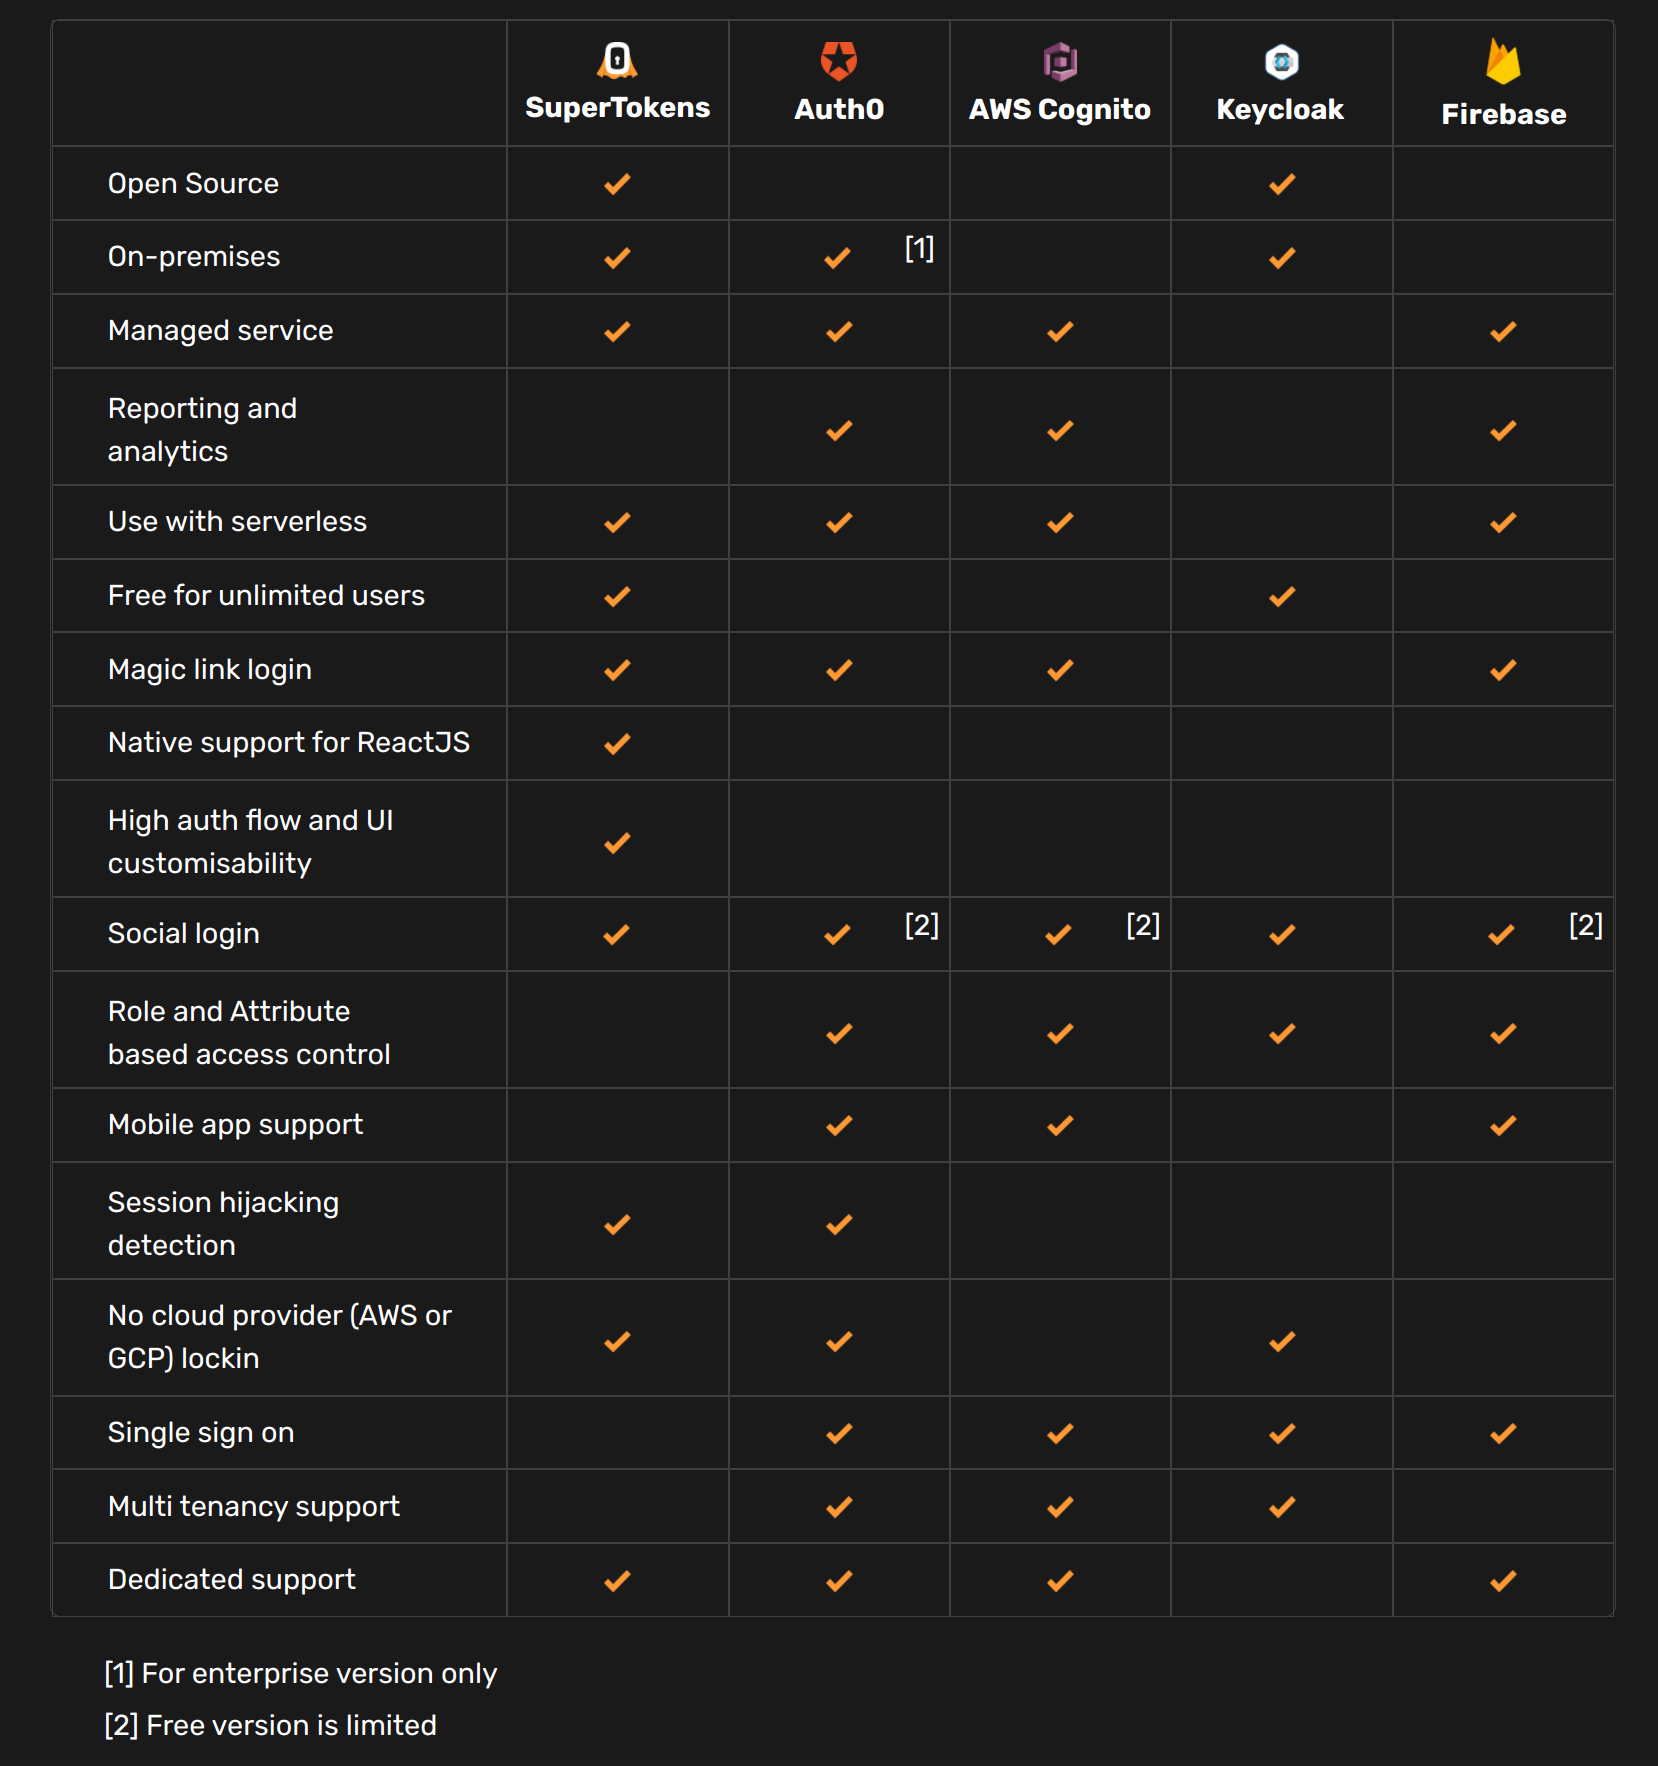 SuperTokens Auth0 AWS Cognito Keycloak Firebase
Open Source
On-premises [1]
Managed service
Reporting and
analytics
Use with serverless
Free for unlimited users
Magic link login
Native support for ReactJS
High auth flow and UI
customisability
Social login [2] [2] [2]
Role and Attribute
based access control
Mobile app support
Session hijacking
detection
No cloud provider (AWS or
GCP) lockin
Single sign on
Multi tenancy support
Dedicated support
[1] For enterprise version only
[2] Free version is limited